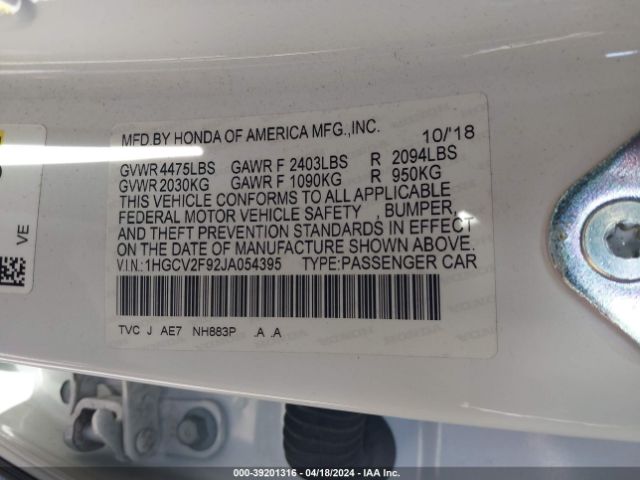 MFD.BY HONDA OF AMERICA MFG.,INC. 10/'18
GVWR 4475LBS GAWR F 2403LBS R 2094LBS
GVWR 2030KG GAWR F 1090KG R 950KG
THIS VEHICLE CONFORMS TO ALL APPLICABLE
FEDERAL MOTOR VEHICLE SAFETY , BUMPER,
AND THEFT PREVENTION STANDARDS IN EFFECT
ON THE DATE OF MANUFACTURE SHOWN ABOVE.
V.I.N.:1HGCV2F92JA054395 TYPE:PASSENGER CAR
TVC J AE7 NH883P .A .A
VE
000-39201316 - 04/18/2024 - IAA Inc.